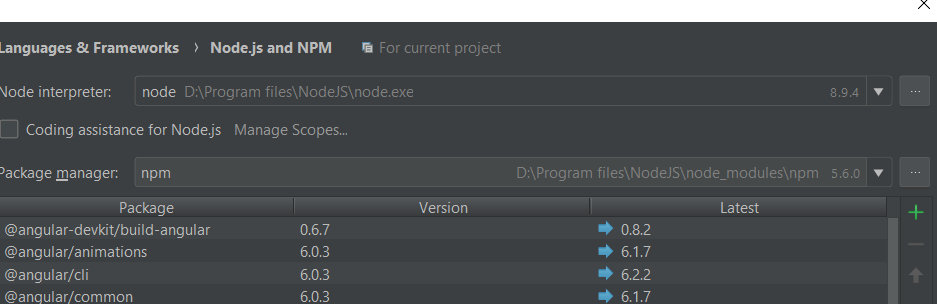 Languages & Frameworks › Node.js and NPM For current project
Node interpreter: node D:\Program files\NodeJS\node.exe 8.9.4 ...
Coding assistance for Node.js Manage Scopes...
Package manager: npm D:\Program files\NodeJS\node_modules\npm 5.6.0 ...
Package Version Latest
@angular-devkit/build-angular 0.6.7 0.8.2
@angular/animations 6.0.3 6.1.7
@angular/cli 6.0.3 6.2.2
@angular/common 6.0.3 6.1.7